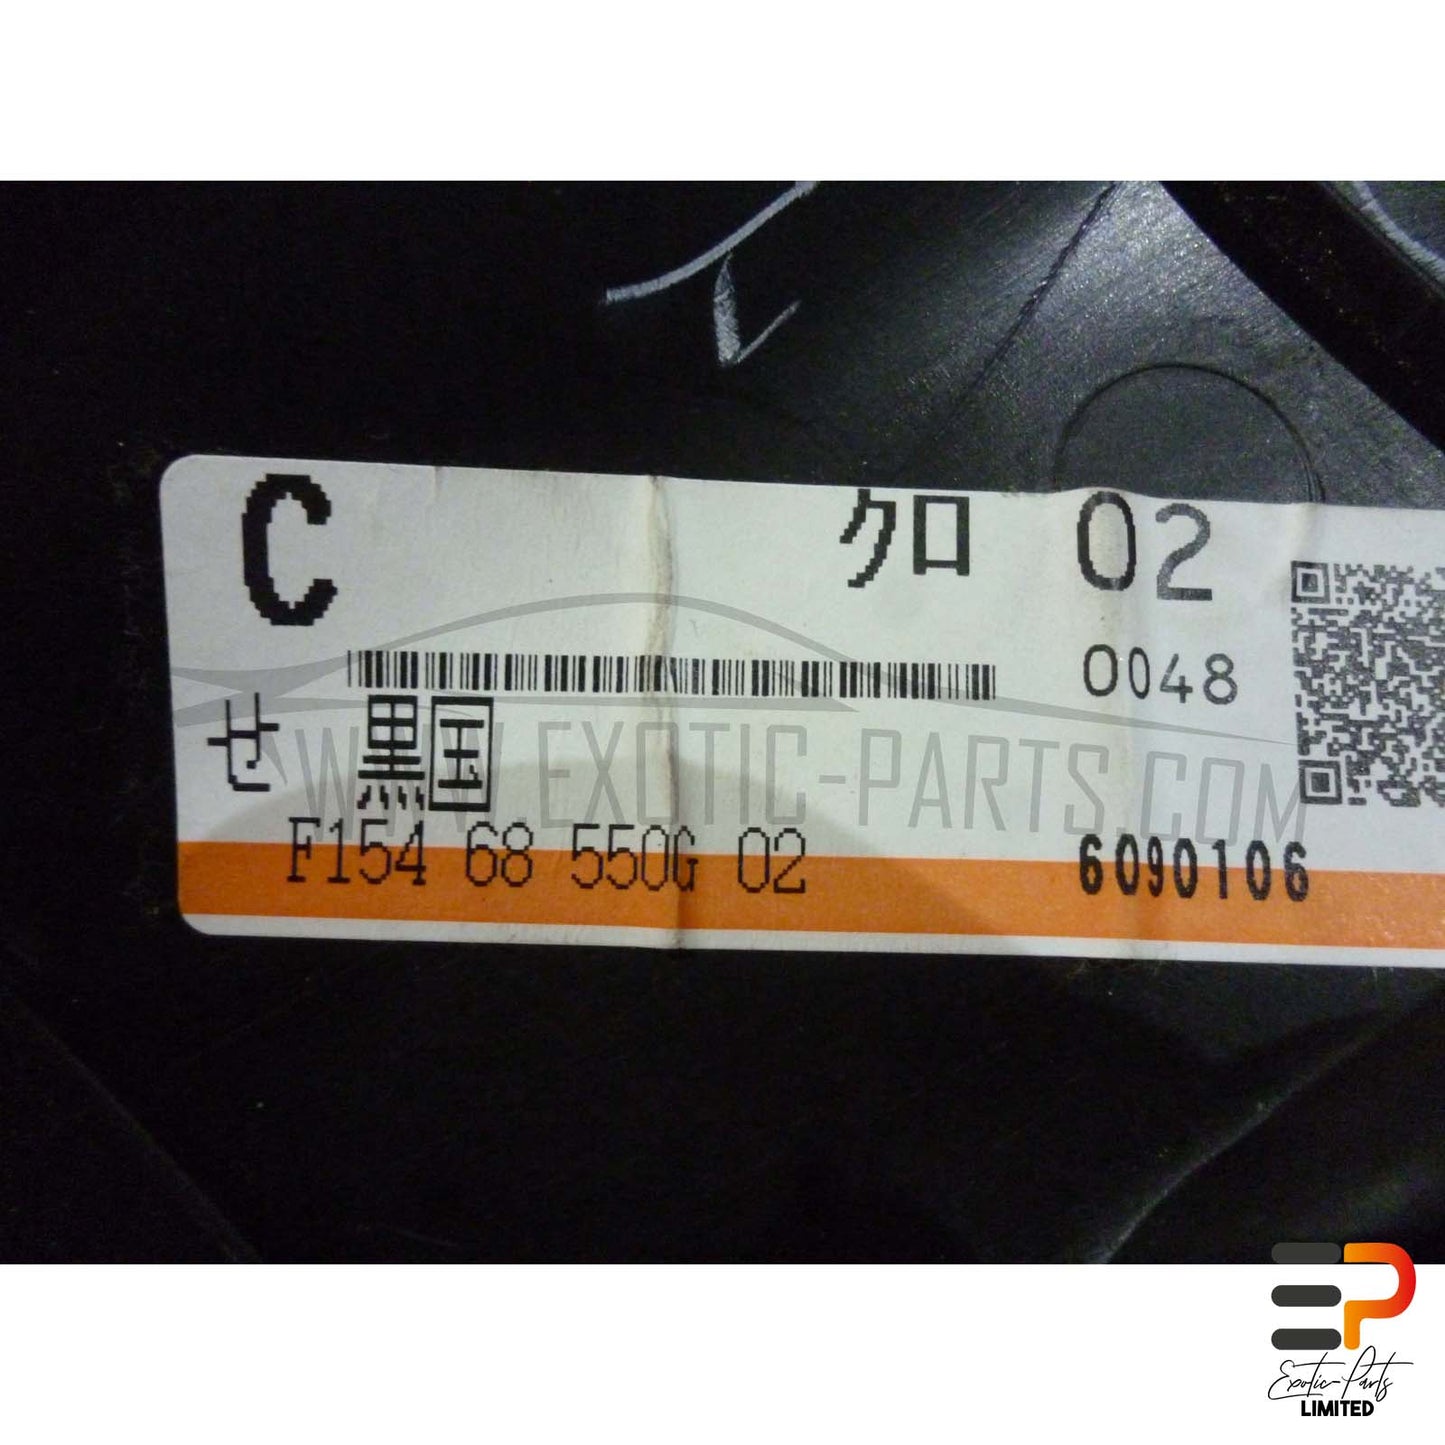 C クロ 02
0048
せ 黒国
F154 68 550G 02 6090106
WWW.EXOTIC-PARTS.COM
EP
Exotic-Parts
LIMITED